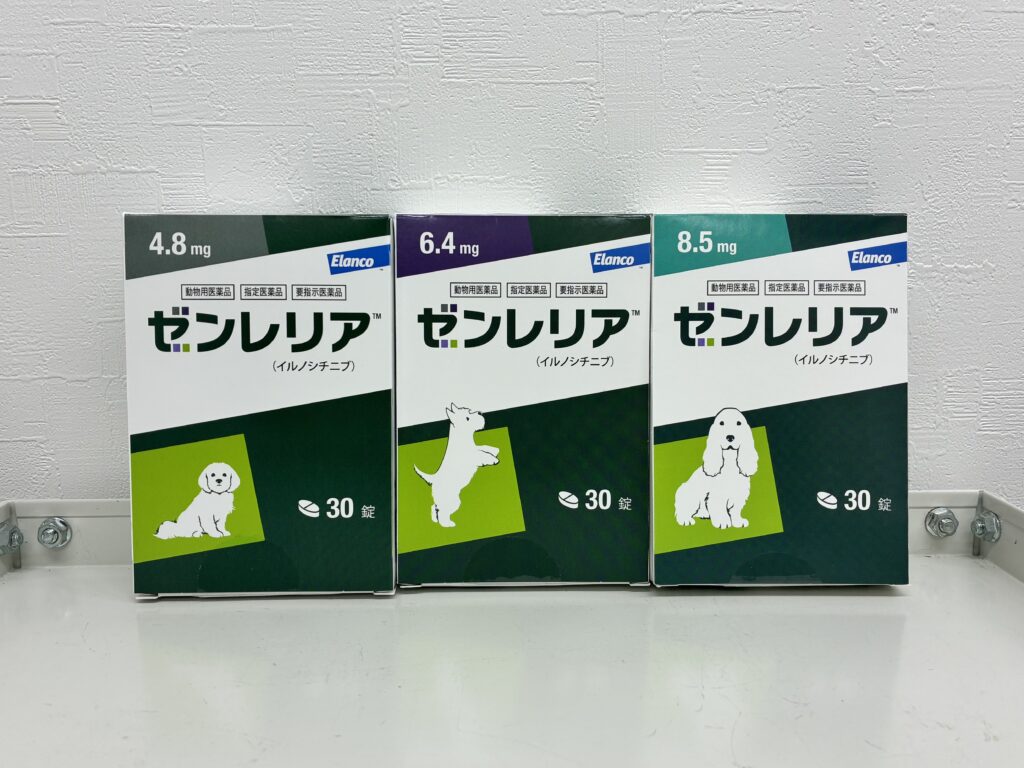 4.8 mg
Elanco
動物用医薬品 指定医薬品 要指示医薬品
ゼンレリア™
(イルノシチニブ)
30 錠
6.4 mg
Elanco
動物用医薬品 指定医薬品 要指示医薬品
ゼンレリア™
(イルノシチニブ)
30 錠
8.5 mg
Elanco
動物用医薬品 指定医薬品 要指示医薬品
ゼンレリア™
(イルノシチニブ)
30 錠